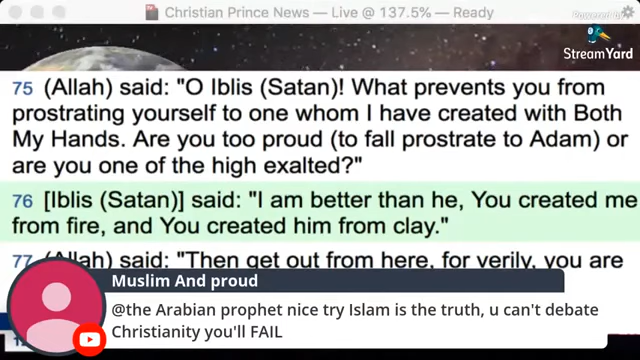 Christian Prince News — Live @ 137.5% — Ready
Powered by
StreamYard
75 (Allah) said: "O Iblis (Satan)! What prevents you from
prostrating yourself to one whom I have created with Both
My Hands. Are you too proud (to fall prostrate to Adam) or
are you one of the high exalted?"
76 [Iblis (Satan)] said: "I am better than he, You created me
from fire, and You created him from clay."
77 (Allah) said: "Then get out from here, for verily, you are
Muslim And proud
@the Arabian prophet nice try Islam is the truth, u can't debate
Christianity you'll FAIL